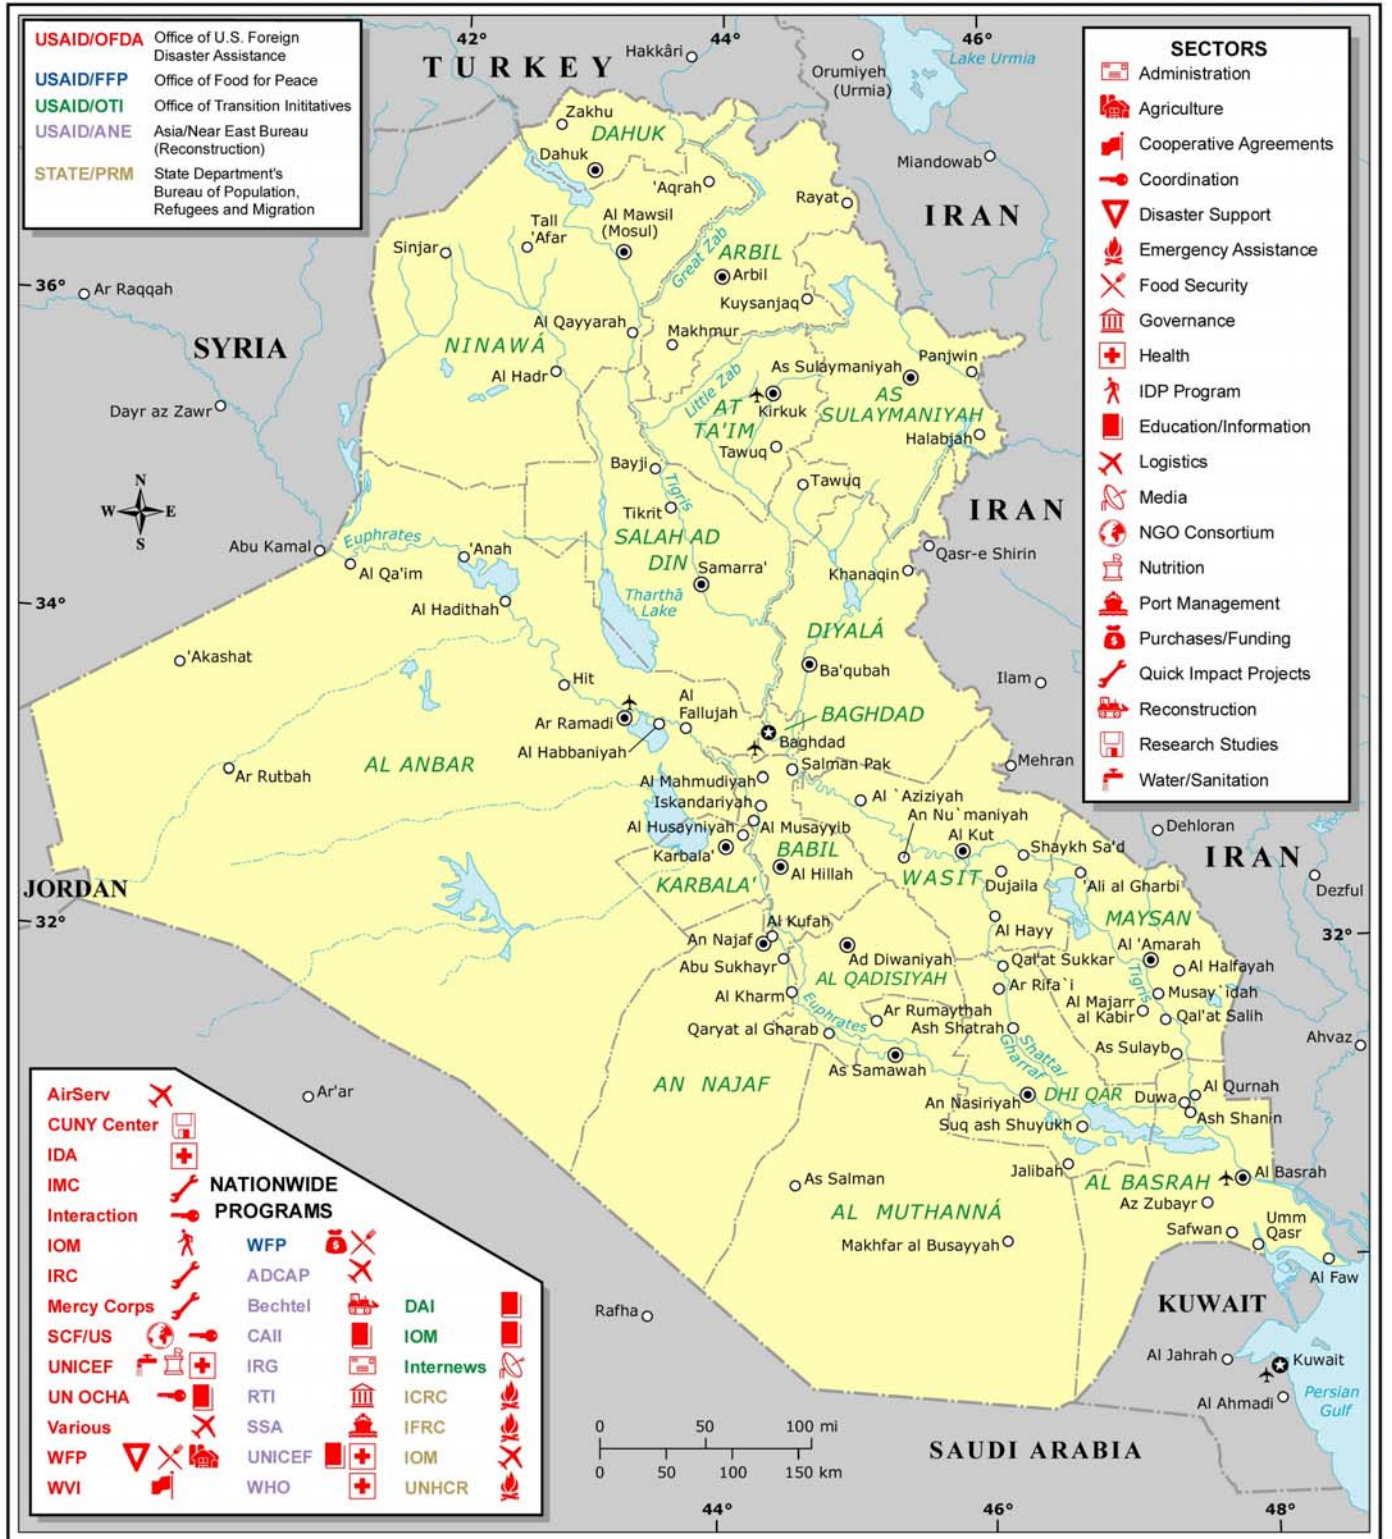 USAID/OFDA Office of U.S. Foreign
Disaster Assistance
USAID/FFP Office of Food for Peace
USAID/OTI Office of Transition Inititatives
USAID/ANE Asia/Near East Bureau
(Reconstruction)
STATE/PRM State Department's
Bureau of Population,
Refugees and Migration
SECTORS
Administration
Agriculture
Cooperative Agreements
Coordination
Disaster Support
Emergency Assistance
Food Security
Governance
Health
IDP Program
Education/Information
Logistics
Media
NGO Consortium
Nutrition
Port Management
Purchases/Funding
Quick Impact Projects
Reconstruction
Research Studies
Water/Sanitation
42°
44°
46°
TURKEY
Hakkâri
Orumiyeh
(Urmia)
Lake Urmia
Zakhu
DAHUK
Dahuk
Miandowab
'Aqrah
Rayat
Tall
'Afar
Al Mawsil
(Mosul)
IRAN
Sinjar
Great Zab
ARBIL
Arbil
36°
Ar Raqqah
Kuysanjaq
Al Qayyarah
Makhmur
SYRIA
NINAWÁ
Panjwin
Al Hadr
As Sulaymaniyah
Little Zab
Dayr az Zawr
AT
TA'IM
Kirkuk
AS
SULAYMANIYAH
Halabjah
Tawuq
Bayji
Tigris
Tawuq
N
W E
S
Tikrit
IRAN
Abu Kamal
Euphrates
'Anah
SALAH AD
DIN
Qasr-e Shirin
Al Qa'im
Samarra'
Khanaqin
34°
Al Hadithah
Tharthā
Lake
DIYALÁ
'Akashat
Ba'qubah
Hit
Ilam
Al
Fallujah
Ar Ramadi
BAGHDAD
Al Habbaniyah
Baghdad
AL ANBAR
Ar Rutbah
Salman Pak
Mehran
Al Mahmudiyah
Iskandariyah
Al `Aziziyah
An Nu`maniyah
Al Husayniyah
Al Musayyib
Al Kut
Dehloran
Karbala'
BABIL
Shaykh Sa'd
IRAN
JORDAN
KARBALA'
Al Hillah
WASIT
Dujaila
'Ali al Gharbi
Dezful
32°
Al Kufah
Al Hayy
MAYSAN
32°
An Najaf
Ad Diwaniyah
Al 'Amarah
Abu Sukhayr
AL QADISIYAH
Qal'at Sukkar
Al Halfayah
Al Kharm
Ar Rifa`i
Tigris
Musay`idah
Euphrates
Ar Rumaythah
Al Majarr
al Kabir
Qal'at Salih
Qaryat al Gharab
Ash Shatrah
Ahvaz
Shattal
Gharraf
As Sulayb
As Samawah
AN NAJAF
Ar'ar
An Nasiriyah
DHI QAR
Duwa
Al Qurnah
Suq ash Shuyukh
Ash Shanin
Jalibah
As Salman
AL BASRAH
Al Basrah
Az Zubayr
AL MUTHANNÁ
Safwan
Umm
Qasr
Makhfar al Busayyah
Al Faw
Rafha
KUWAIT
Al Jahrah
Kuwait
Al Ahmadi
Persian
Gulf
SAUDI ARABIA
0 50 100 mi
0 50 100 150 km
44°
46°
48°
NATIONWIDE
PROGRAMS
AirServ
CUNY Center
IDA
IMC
Interaction
IOM
IRC
Mercy Corps
SCF/US
UNICEF
UN OCHA
Various
WFP
WVI
WFP
ADCAP
Bechtel
CAII
IRG
RTI
SSA
UNICEF
WHO
DAI
IOM
Internews
ICRC
IFRC
IOM
UNHCR